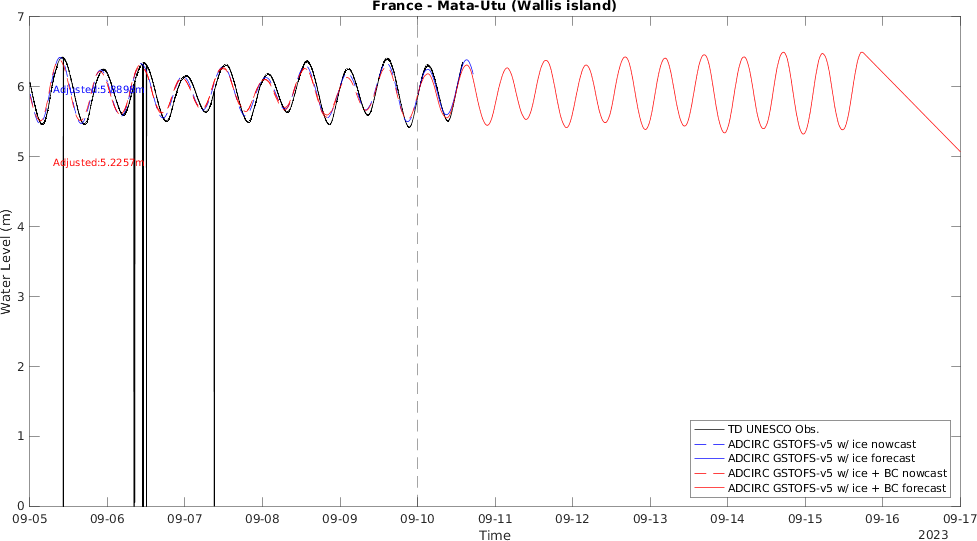 France - Mata-Utu (Wallis island)
Water Level (m)
7
6
5
4
3
2
1
0
Adjusted:5.2257m
TD UNESCO Obs.
ADCIRC GSTOFS-v5 w/ ice nowcast
ADCIRC GSTOFS-v5 w/ ice forecast
ADCIRC GSTOFS-v5 w/ ice + BC nowcast
ADCIRC GSTOFS-v5 w/ ice + BC forecast
09-05 09-06 09-07 09-08 09-09 09-10 09-11 09-12 09-13 09-14 09-15 09-16 09-17
Time
2023